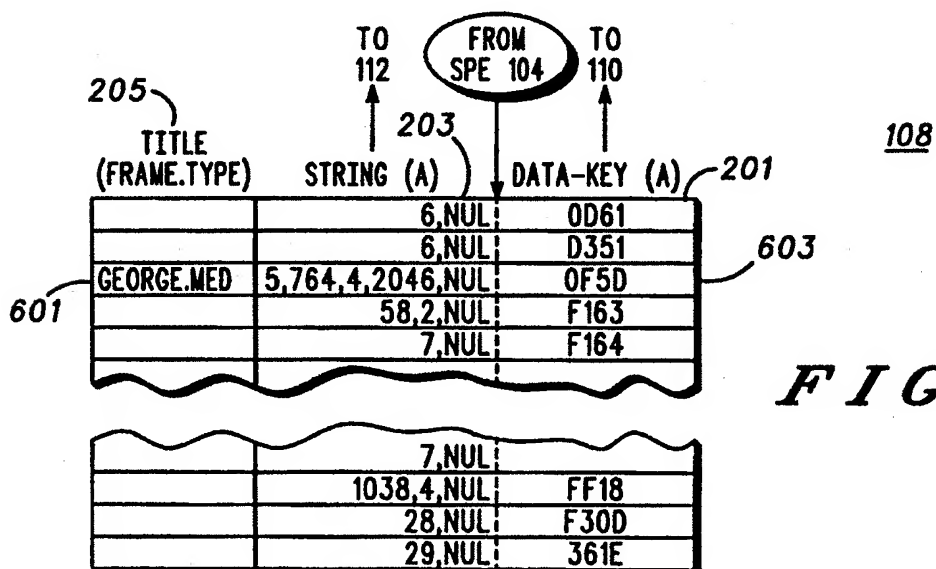 TO 112
FROM SPE 104
TO 110
205
203
108
TITLE (FRAME.TYPE)
STRING (A)
DATA-KEY (A)
201
6,NUL 0D61
6,NUL D351
601 GEORGE.MED 5,764,4,2046,NUL 0F5D 603
58,2,NUL F163
7,NUL F164
FIG
7,NUL
1038,4,NUL FF18
28,NUL F30D
29,NUL 361E